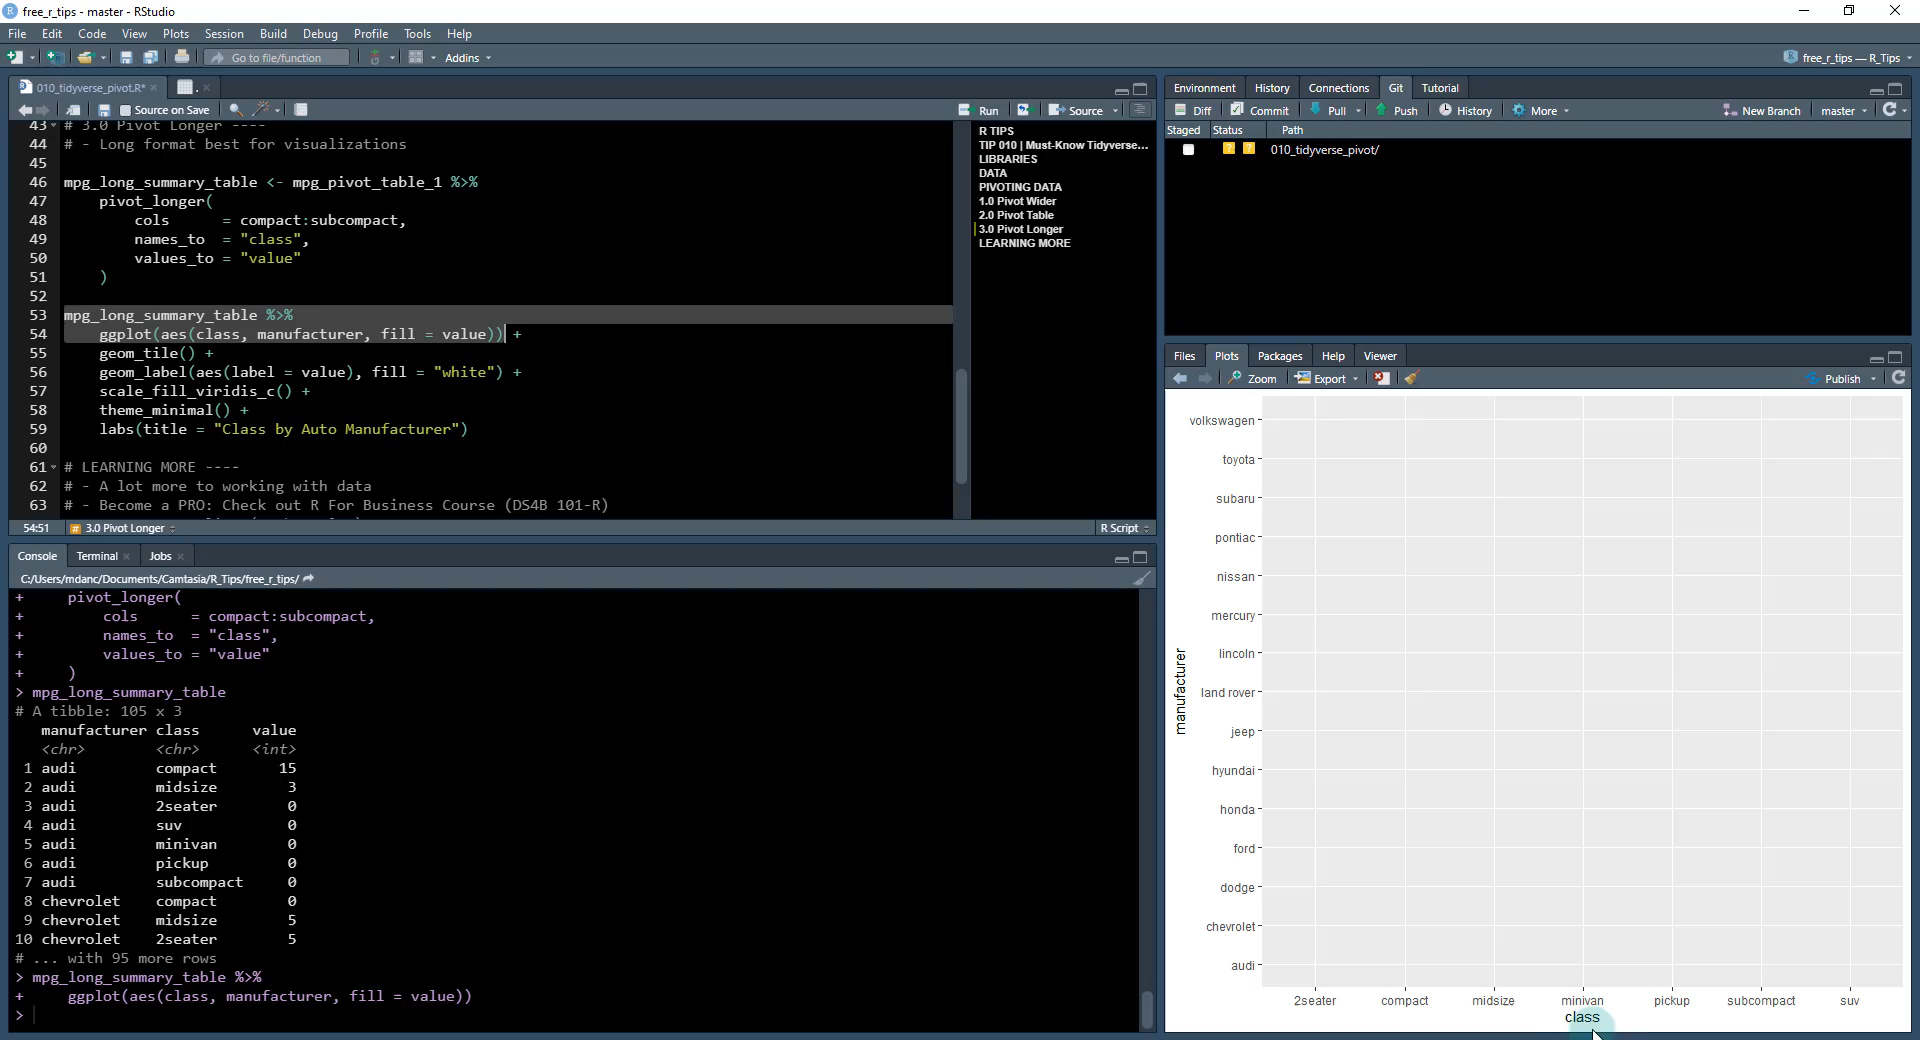 free_r_tips - master - RStudio
File Edit Code View Plots Session Build Debug Profile Tools Help
Go to file/function Addins free_r_tips — R_Tips
010_tidyverse_pivot.R* .
Source on Save Run Source
43 # 3.0 Pivot Longer ----
44 # - Long format best for visualizations
45
46 mpg_long_summary_table <- mpg_pivot_table_1 %>%
47 pivot_longer(
48 cols = compact:subcompact,
49 names_to = "class",
50 values_to = "value"
51 )
52
53 mpg_long_summary_table %>%
54 ggplot(aes(class, manufacturer, fill = value)) +
55 geom_tile() +
56 geom_label(aes(label = value), fill = "white") +
57 scale_fill_viridis_c() +
58 theme_minimal() +
59 labs(title = "Class by Auto Manufacturer")
60
61 # LEARNING MORE ----
62 # - A lot more to working with data
63 # - Become a PRO: Check out R For Business Course (DS4B 101-R)
54:51 # 3.0 Pivot Longer R Script
R TIPS
TIP 010 | Must-Know Tidyverse...
LIBRARIES
DATA
PIVOTING DATA
1.0 Pivot Wider
2.0 Pivot Table
3.0 Pivot Longer
LEARNING MORE
Console Terminal Jobs
C:/Users/mdanc/Documents/Camtasia/R_Tips/free_r_tips/
+ pivot_longer(
+ cols = compact:subcompact,
+ names_to = "class",
+ values_to = "value"
+ )
> mpg_long_summary_table
# A tibble: 105 x 3
manufacturer class value
<chr> <chr> <int>
1 audi compact 15
2 audi midsize 3
3 audi 2seater 0
4 audi suv 0
5 audi minivan 0
6 audi pickup 0
7 audi subcompact 0
8 chevrolet compact 0
9 chevrolet midsize 5
10 chevrolet 2seater 5
# ... with 95 more rows
> mpg_long_summary_table %>%
+ ggplot(aes(class, manufacturer, fill = value))
>
Environment History Connections Git Tutorial
Diff Commit Pull Push History More New Branch master
Staged Status Path
? ? 010_tidyverse_pivot/
Files Plots Packages Help Viewer
Zoom Export Publish
manufacturer
volkswagen
toyota
subaru
pontiac
nissan
mercury
lincoln
land rover
jeep
hyundai
honda
ford
dodge
chevrolet
audi
2seater compact midsize minivan pickup subcompact suv
class